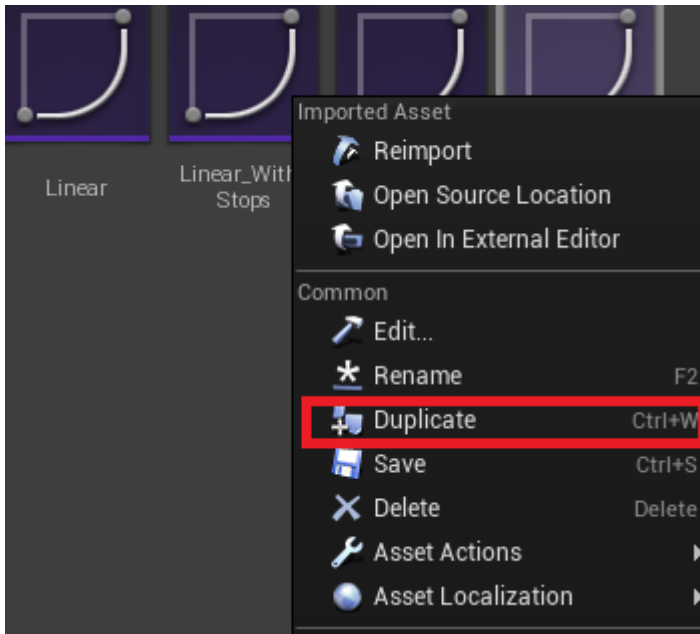 Linear
Linear_With
Stops
Imported Asset
Reimport
Open Source Location
Open In External Editor
Common
Edit...
Rename F2
Duplicate Ctrl+W
Save Ctrl+S
Delete Delete
Asset Actions
Asset Localization